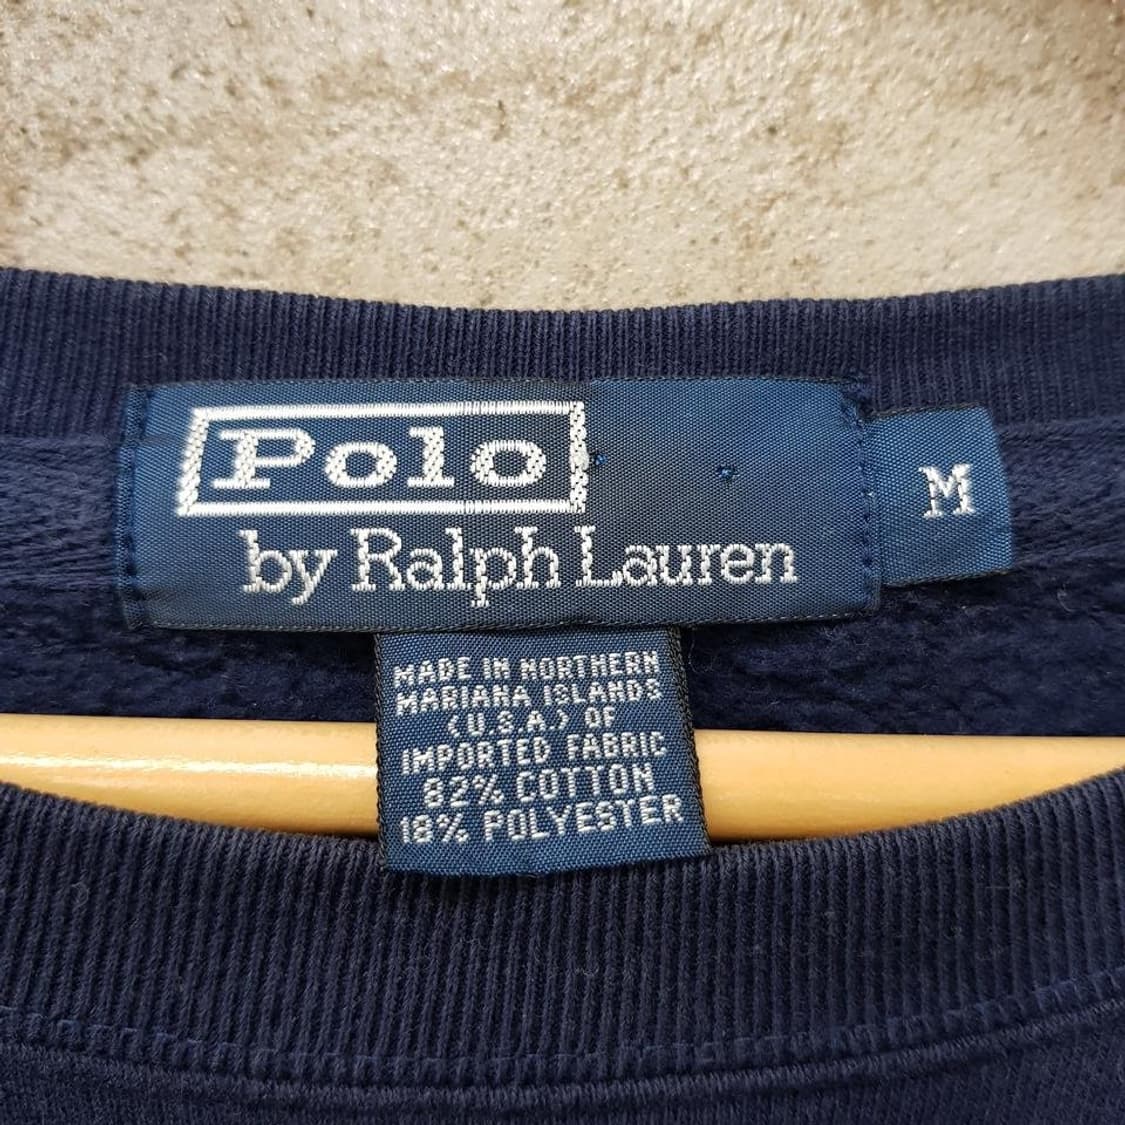 Polo
by Ralph Lauren
M
MADE IN NORTHERN
MARIANA ISLANDS
(U.S.A.) OF
IMPORTED FABRIC
82% COTTON
18% POLYESTER